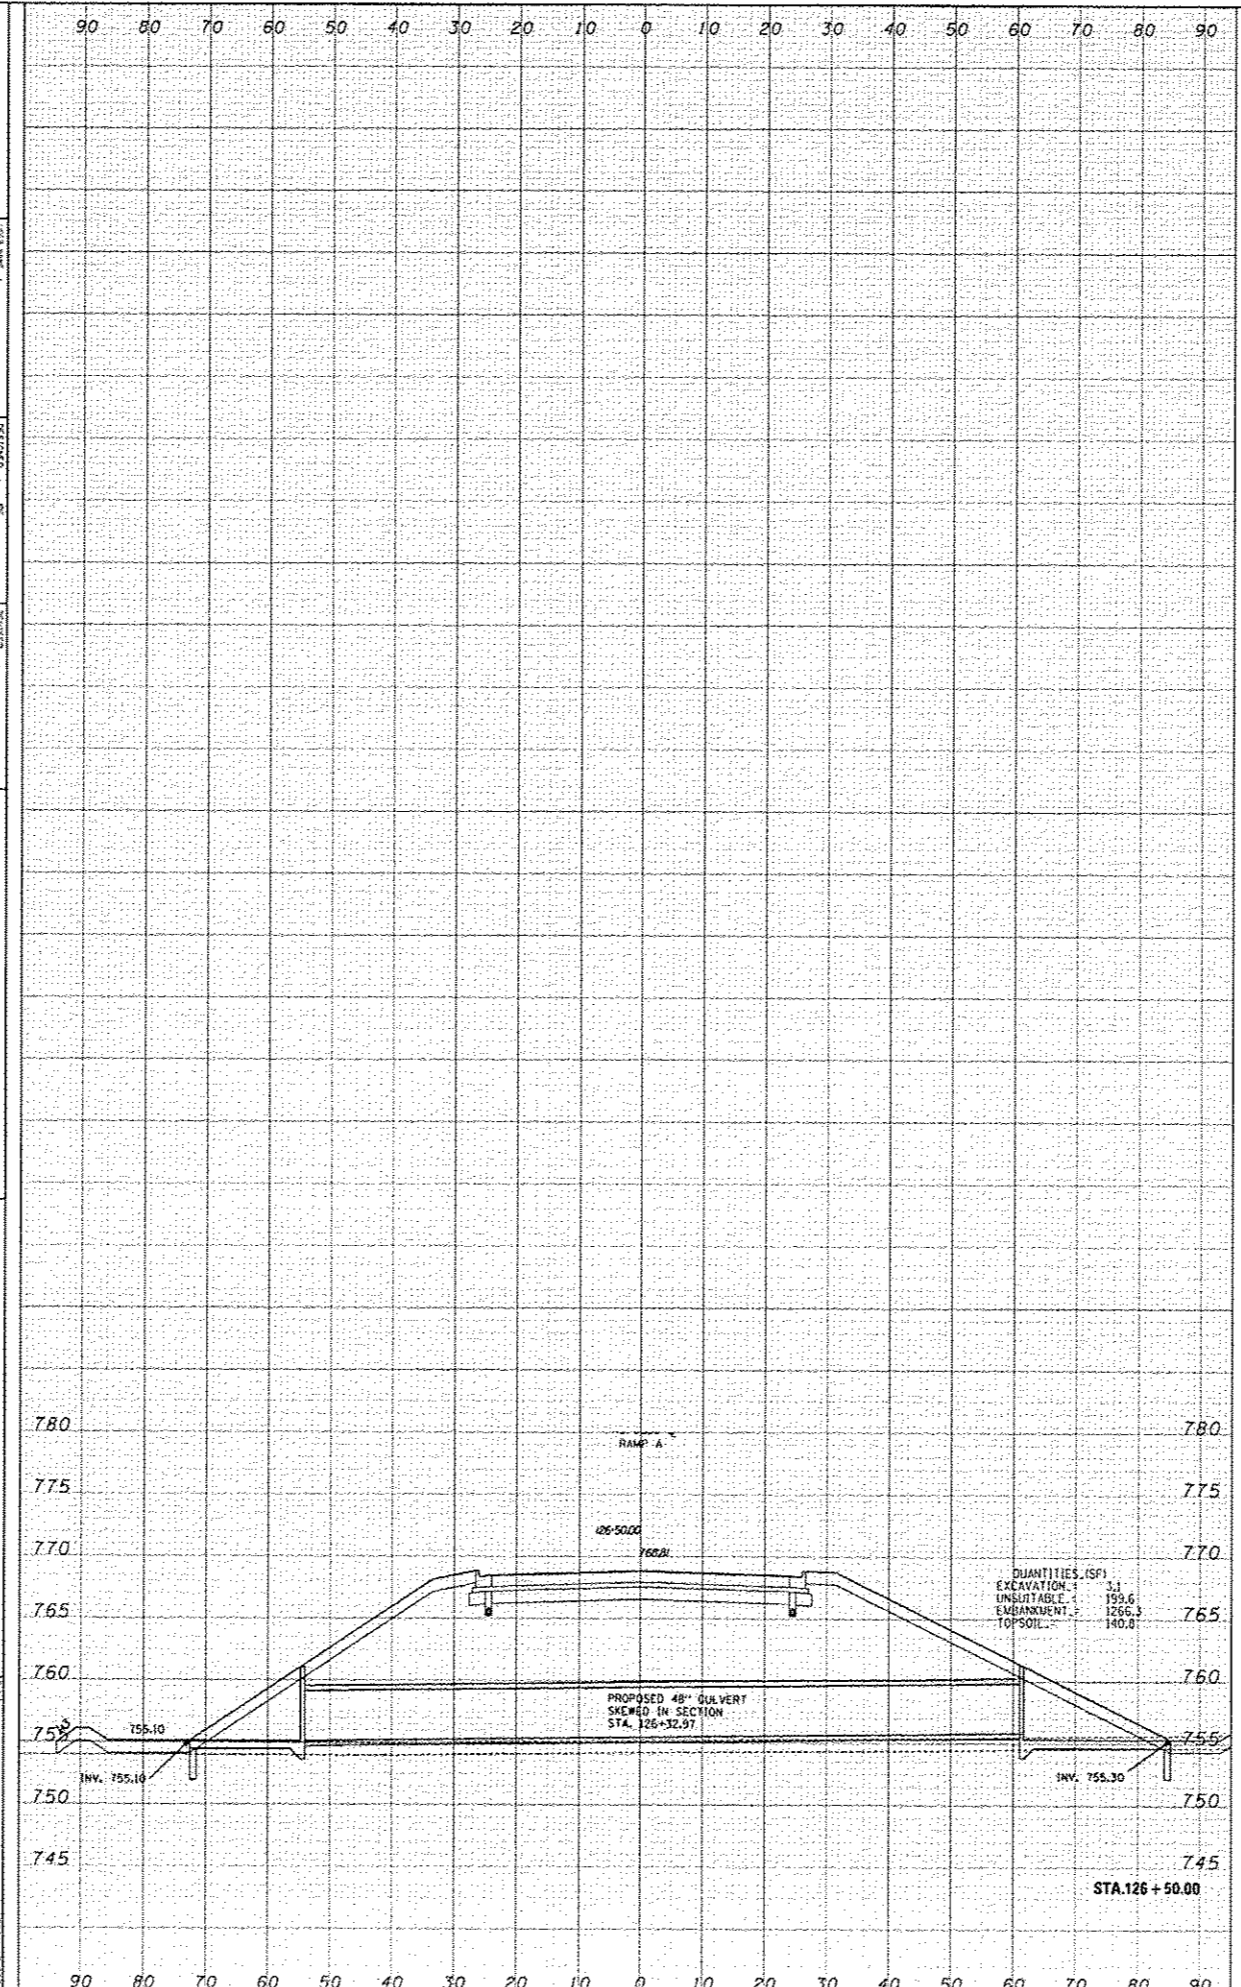 90 80 70 60 50 40 30 20 10 0 10 20 30 40 50 60 70 80 90
780 780
RAMP A
775 775
126+50.00
770 770
768.81
QUANTITIES (SF)
EXCAVATION = 3.1
UNSUITABLE = 199.6
765 765
EMBANKMENT = 1266.3
TOPSOIL = 140.8
760 760
PROPOSED 48" CULVERT
SKEWED IN SECTION
STA. 126+32.97
755 755.10 755
INV. 755.10 INV. 755.30
750 750
745 745
STA.126+50.00
90 80 70 60 50 40 30 20 10 0 10 20 30 40 50 60 70 80 90